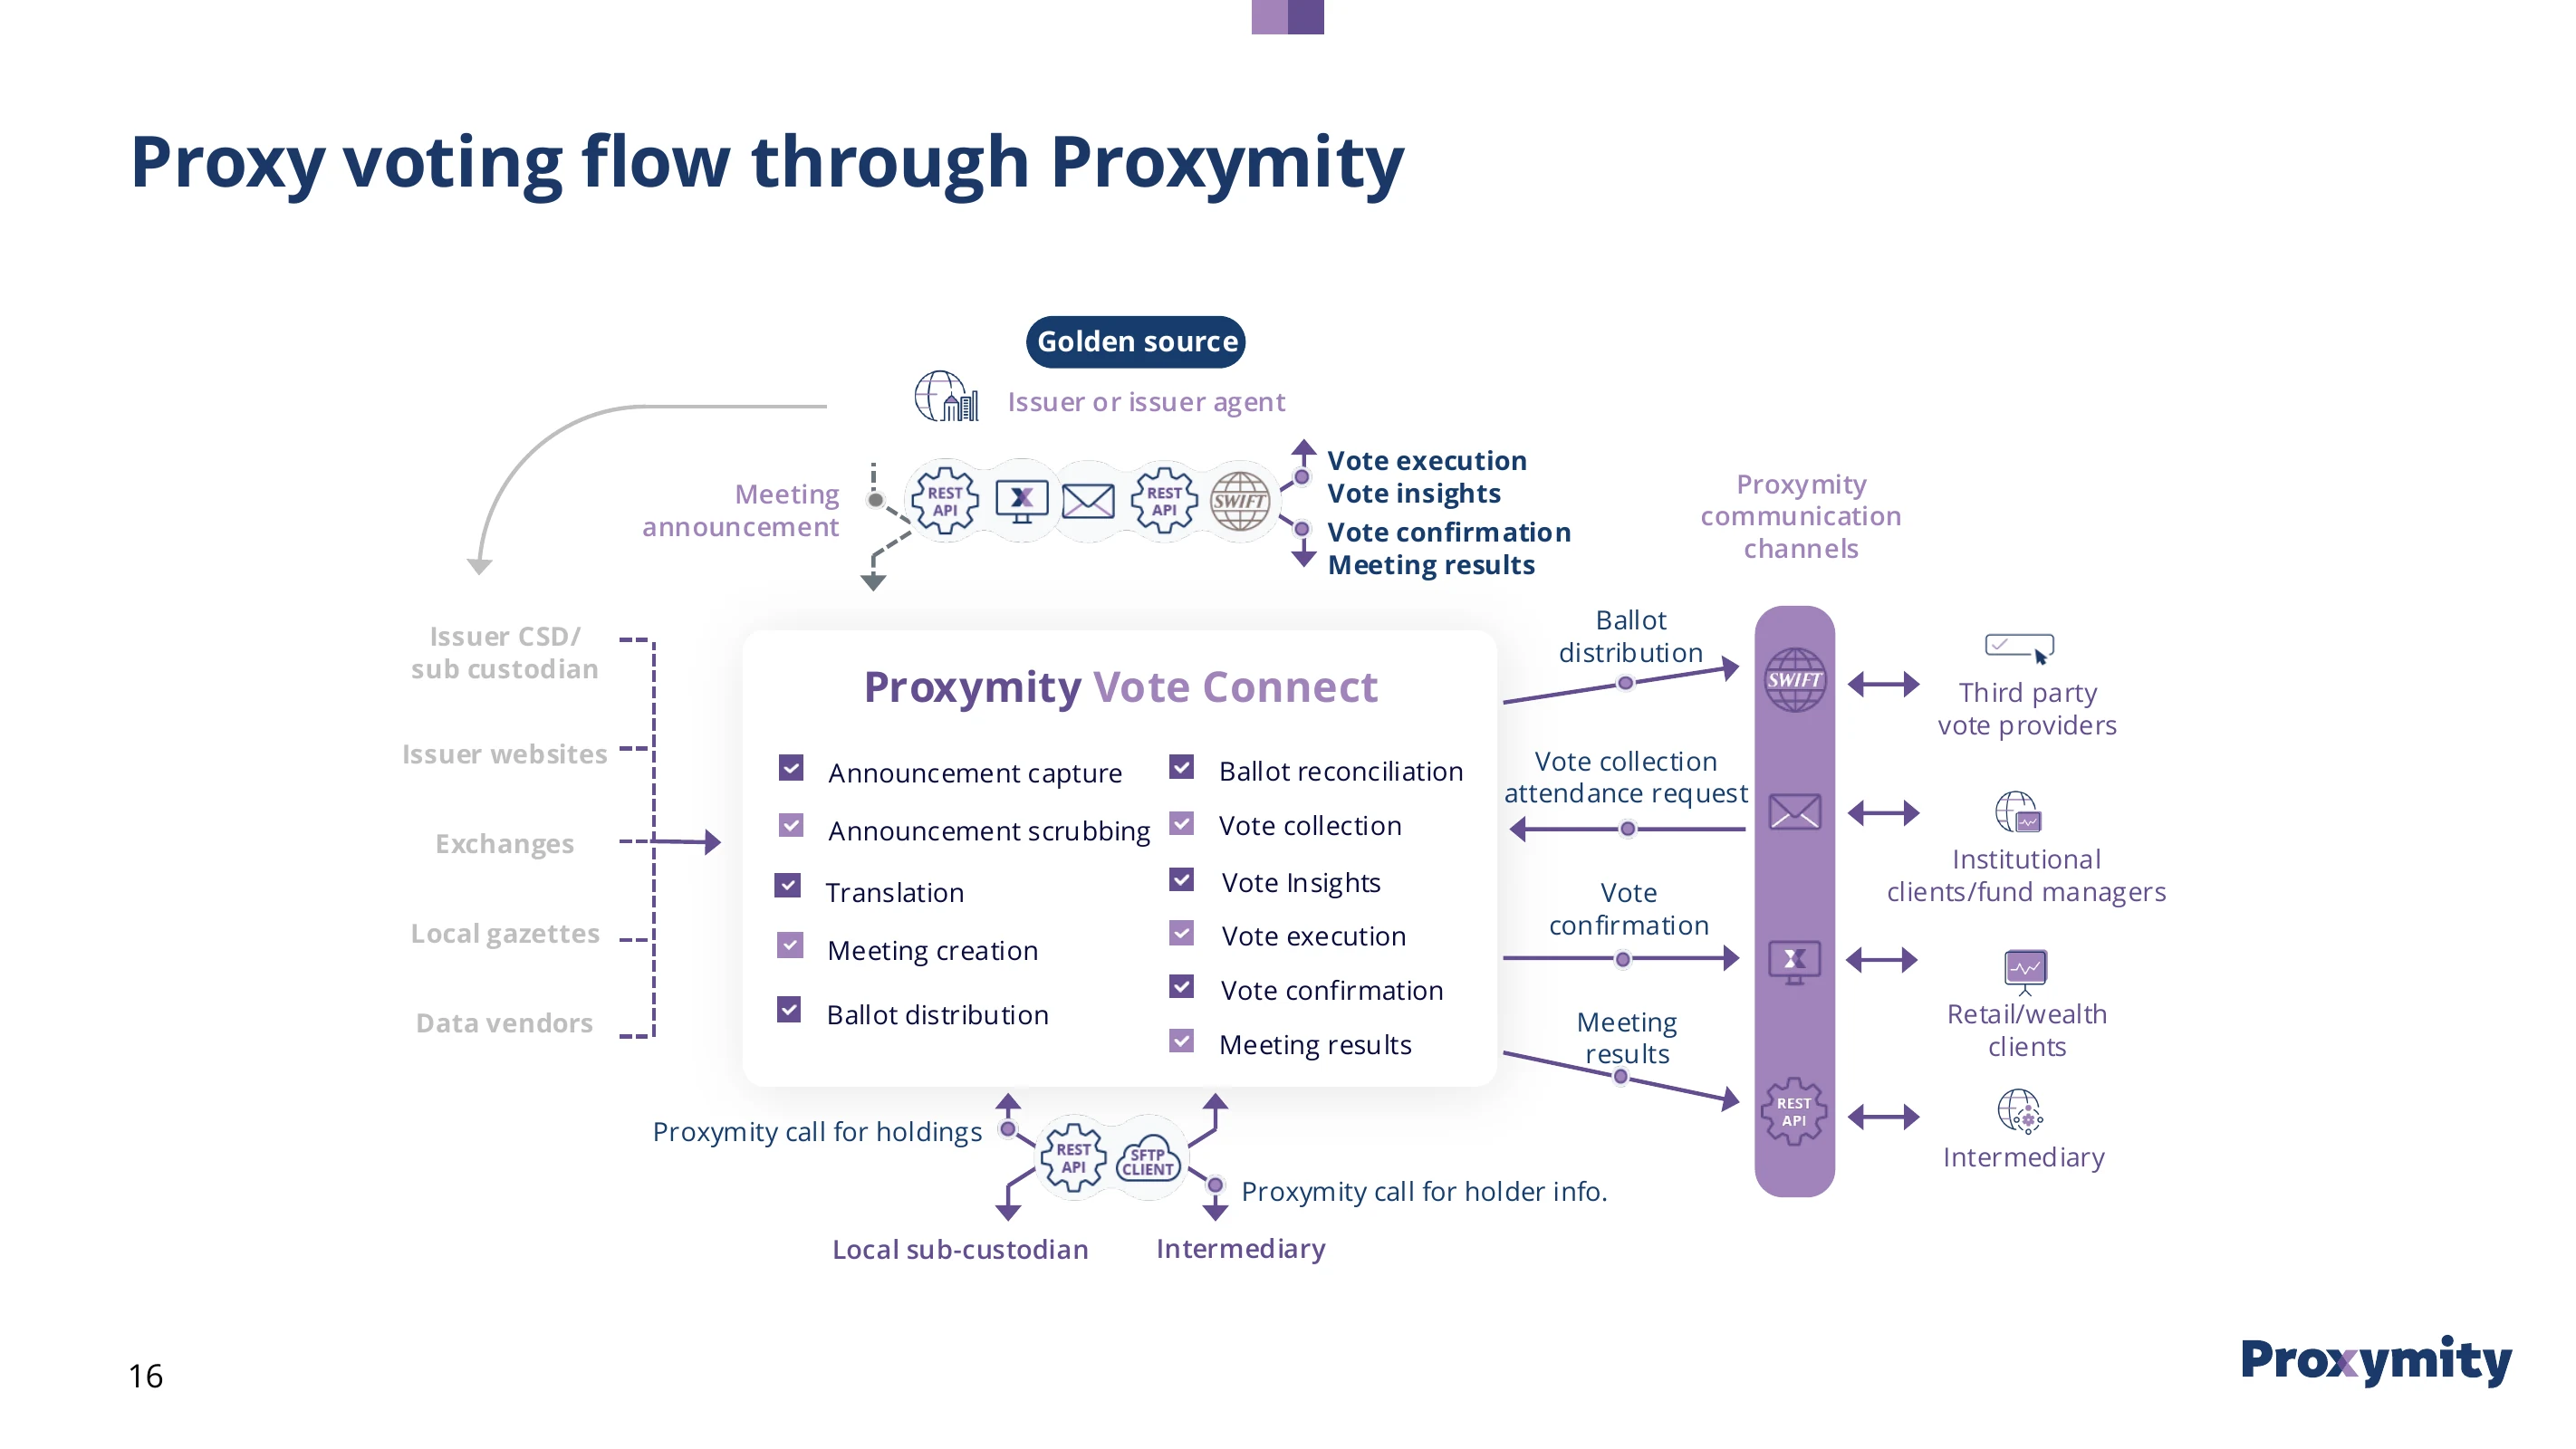 Proxy voting flow through Proxymity
Golden source
Issuer or issuer agent
Meeting
announcement
REST
API
REST
API
SWIFT
Vote execution
Vote insights
Vote confirmation
Meeting results
Proxymity
communication
channels
Issuer CSD/
sub custodian
Issuer websites
Exchanges
Local gazettes
Data vendors
Proxymity Vote Connect
Announcement capture
Announcement scrubbing
Translation
Meeting creation
Ballot distribution
Ballot reconciliation
Vote collection
Vote Insights
Vote execution
Vote confirmation
Meeting results
Ballot
distribution
Vote collection
attendance request
Vote
confirmation
Meeting
results
SWIFT
REST
API
Third party
vote providers
Institutional
clients/fund managers
Retail/wealth
clients
Intermediary
Proxymity call for holdings
REST
API
SFTP
CLIENT
Proxymity call for holder info.
Local sub-custodian
Intermediary
16
Proxymity